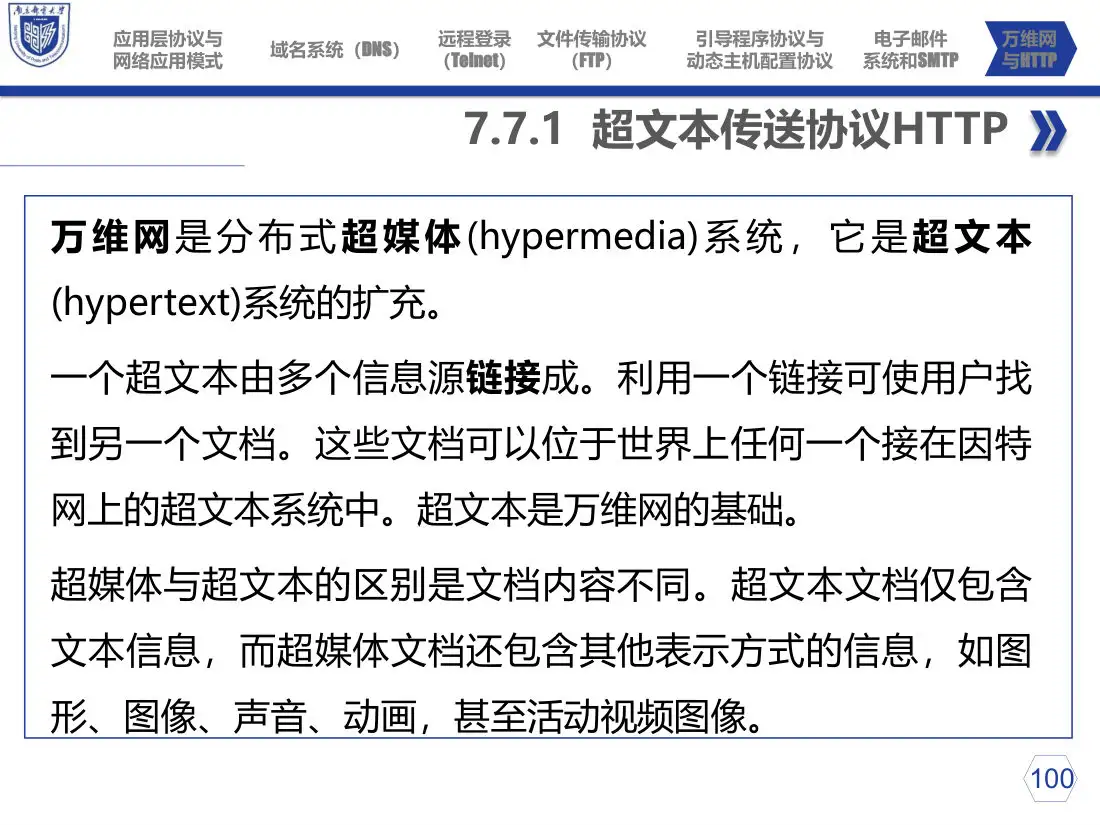 南京邮电大学
应用层协议与
网络应用模式
域名系统（DNS）
远程登录
（Telnet）
文件传输协议
（FTP）
引导程序协议与
动态主机配置协议
电子邮件
系统和SMTP
万维网
与HTTP
7.7.1 超文本传送协议HTTP
万维网是分布式超媒体(hypermedia)系统，它是超文本
(hypertext)系统的扩充。
一个超文本由多个信息源链接成。利用一个链接可使用户找
到另一个文档。这些文档可以位于世界上任何一个接在因特
网上的超文本系统中。超文本是万维网的基础。
超媒体与超文本的区别是文档内容不同。超文本文档仅包含
文本信息，而超媒体文档还包含其他表示方式的信息，如图
形、图像、声音、动画，甚至活动视频图像。
100